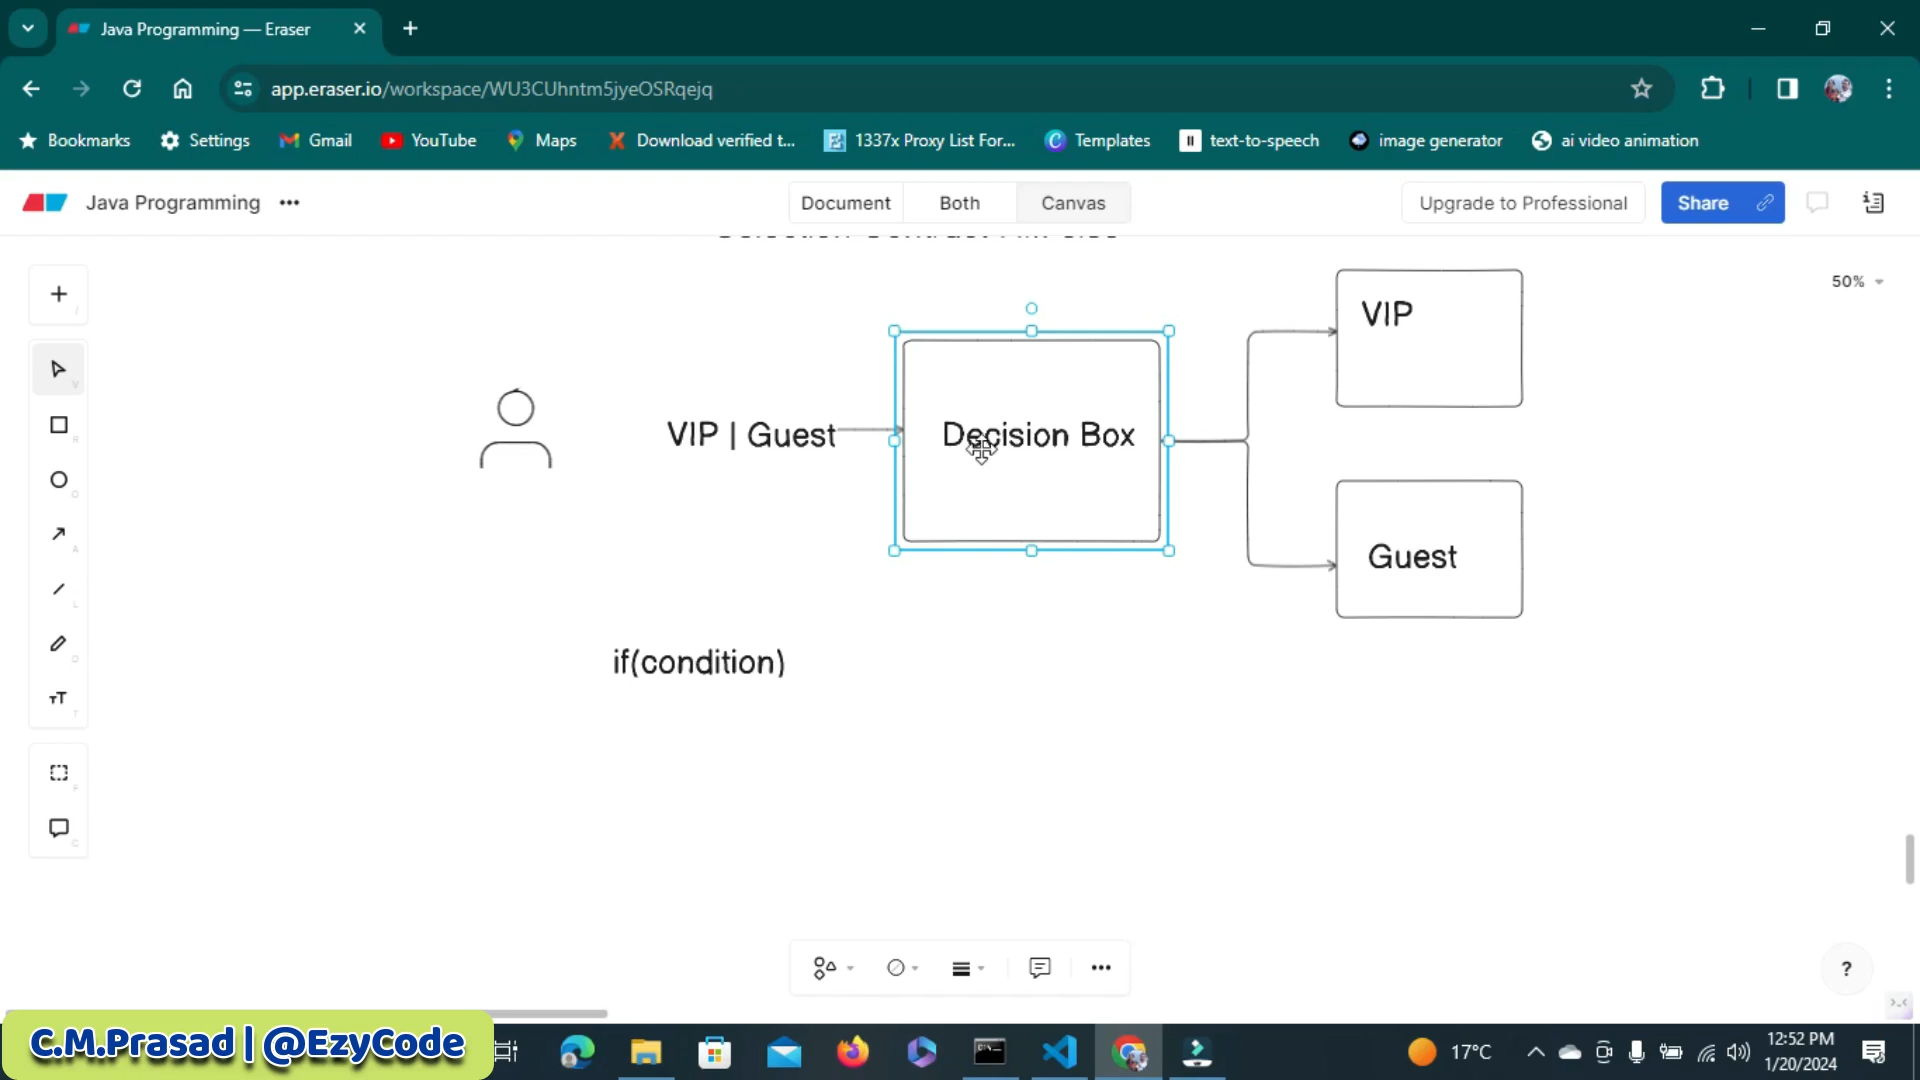 Java Programming — Eraser
app.eraser.io/workspace/WU3CUhntm5jyeOSRqejq
Bookmarks Settings Gmail YouTube Maps Download verified t... 1337x Proxy List For... Templates text-to-speech image generator ai video animation
Java Programming Document Both Canvas Upgrade to Professional Share
50%
VIP
VIP | Guest Decision Box
Guest
if(condition)
?
C.M.Prasad | @EzyCode
17°C
12:52 PM
1/20/2024